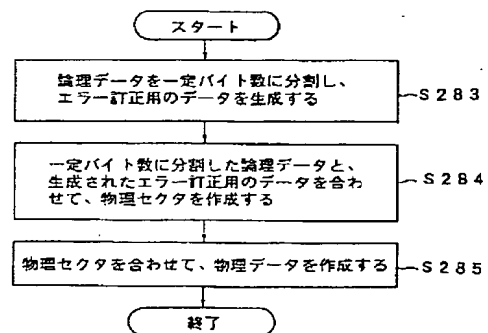 スタート
論理データを一定バイト数に分割し、
エラー訂正用のデータを生成する
S283
一定バイト数に分割した論理データと、
生成されたエラー訂正用のデータを合わ
せて、物理セクタを作成する
S284
物理セクタを合わせて、物理データを作成する
S285
終了